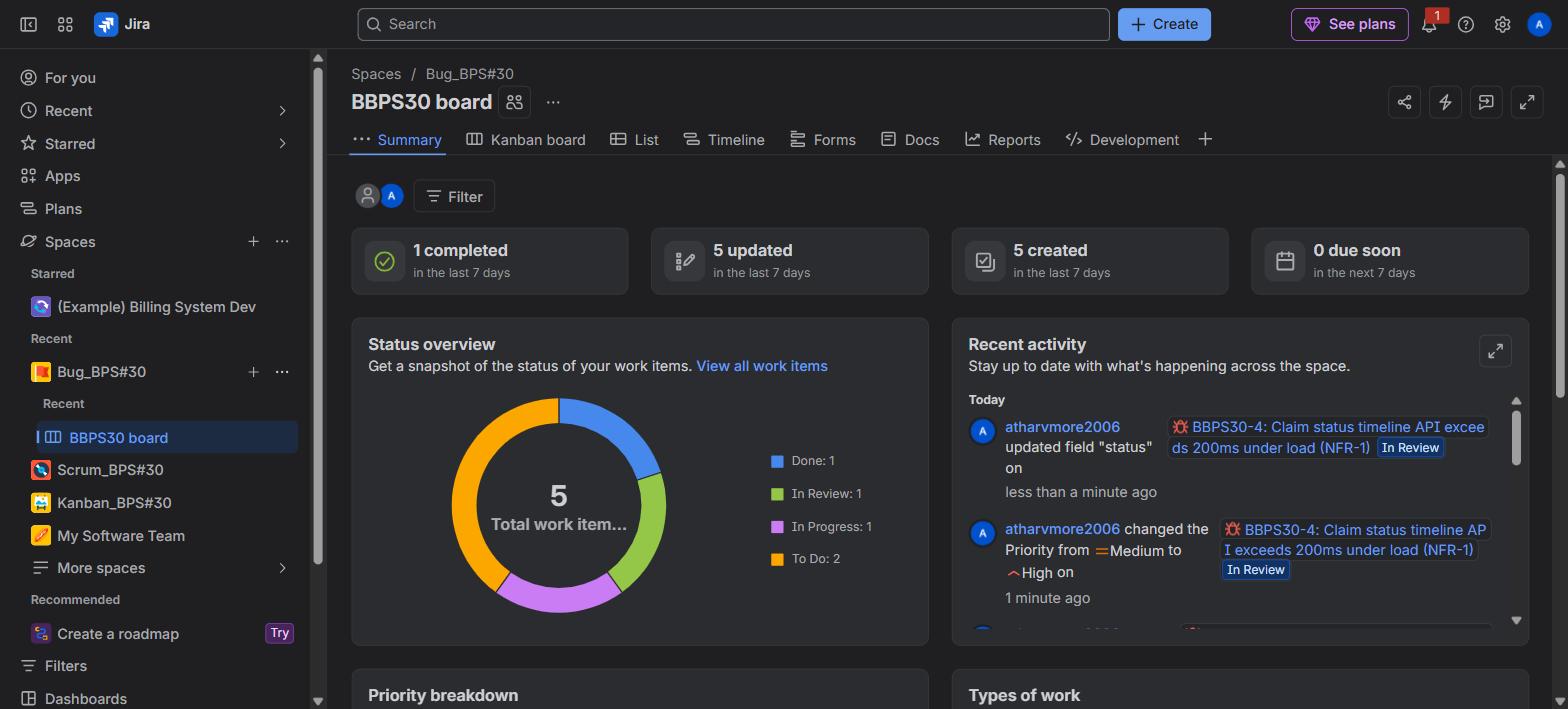 Jira
Search
Create
See plans
1
A
For you
Recent
Starred
Apps
Plans
Spaces
Starred
(Example) Billing System Dev
Recent
Bug_BPS#30
Recent
BBPS30 board
Scrum_BPS#30
Kanban_BPS#30
My Software Team
More spaces
Recommended
Create a roadmap
Try
Filters
Dashboards
Spaces / Bug_BPS#30
BBPS30 board
Summary
Kanban board
List
Timeline
Forms
Docs
Reports
Development
A
Filter
1 completed
in the last 7 days
5 updated
in the last 7 days
5 created
in the last 7 days
0 due soon
in the next 7 days
Status overview
Get a snapshot of the status of your work items. View all work items
5
Total work item...
Done: 1
In Review: 1
In Progress: 1
To Do: 2
Recent activity
Stay up to date with what's happening across the space.
Today
A
atharvmore2006
updated field "status"
on
BBPS30-4: Claim status timeline API excee
ds 200ms under load (NFR-1) In Review
less than a minute ago
A
atharvmore2006 changed the
Priority from Medium to
High on
BBPS30-4: Claim status timeline AP
I exceeds 200ms under load (NFR-1)
In Review
1 minute ago
Priority breakdown
Types of work